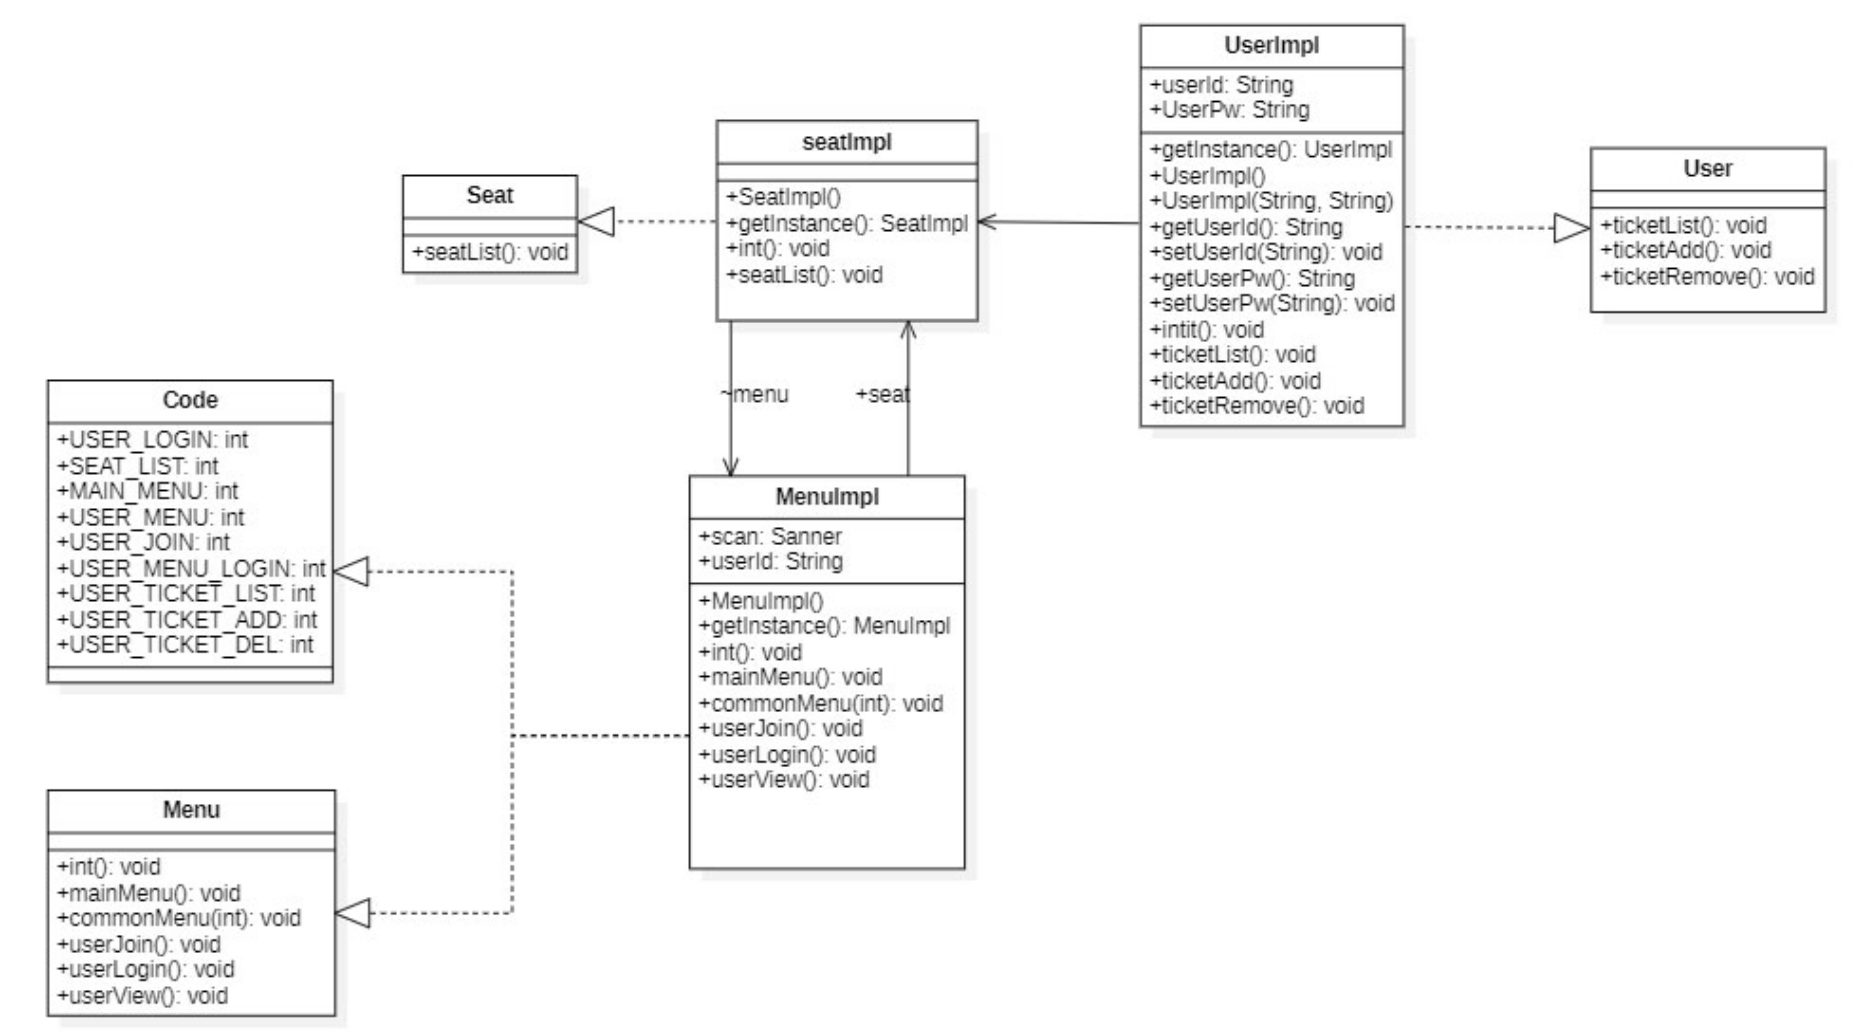 UserImpl
+userId: String
+UserPw: String
+getInstance(): UserImpl
+UserImpl()
+UserImpl(String, String)
+getUserId(): String
+setUserId(String): void
+getUserPw(): String
+setUserPw(String): void
+intit(): void
+ticketList(): void
+ticketAdd(): void
+ticketRemove(): void
seatImpl
+SeatImpl()
+getInstance(): SeatImpl
+int(): void
+seatList(): void
User
+ticketList(): void
+ticketAdd(): void
+ticketRemove(): void
Seat
+seatList(): void
~menu
+seat
Code
+USER_LOGIN: int
+SEAT_LIST: int
+MAIN_MENU: int
+USER_MENU: int
+USER_JOIN: int
+USER_MENU_LOGIN: int
+USER_TICKET_LIST: int
+USER_TICKET_ADD: int
+USER_TICKET_DEL: int
MenuImpl
+scan: Sanner
+userId: String
+MenuImpl()
+getInstance(): MenuImpl
+int(): void
+mainMenu(): void
+commonMenu(int): void
+userJoin(): void
+userLogin(): void
+userView(): void
Menu
+int(): void
+mainMenu(): void
+commonMenu(int): void
+userJoin(): void
+userLogin(): void
+userView(): void